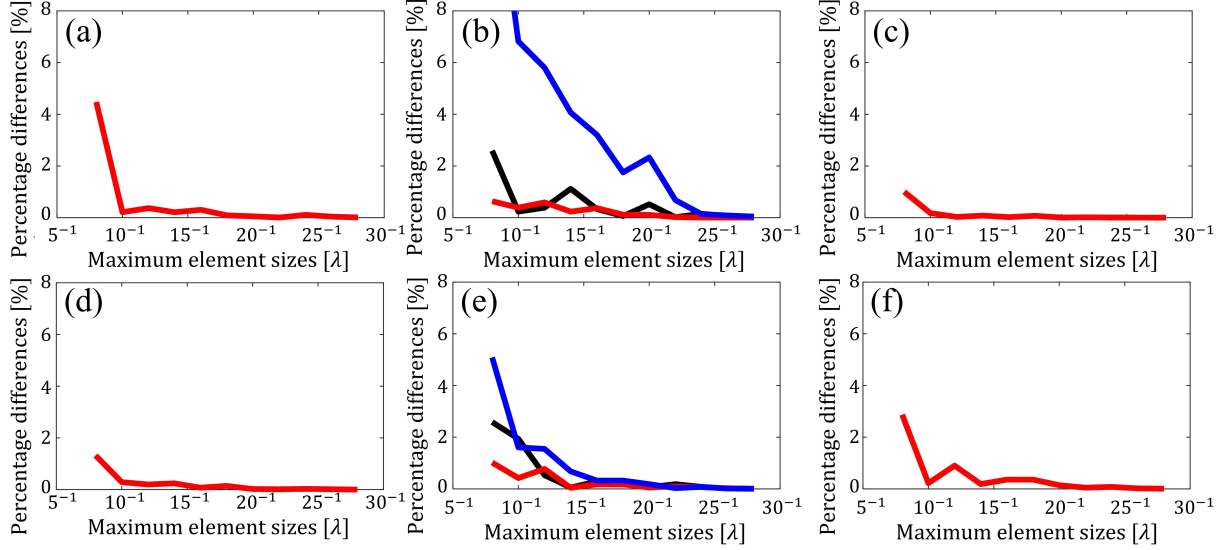 (a)
Percentage differences [%]
8
6
4
2
0
5⁻¹ 10⁻¹ 15⁻¹ 20⁻¹ 25⁻¹ 30⁻¹
Maximum element sizes [λ]
(b)
Percentage differences [%]
8
6
4
2
0
5⁻¹ 10⁻¹ 15⁻¹ 20⁻¹ 25⁻¹ 30⁻¹
Maximum element sizes [λ]
(c)
Percentage differences [%]
8
6
4
2
0
5⁻¹ 10⁻¹ 15⁻¹ 20⁻¹ 25⁻¹ 30⁻¹
Maximum element sizes [λ]
(d)
Percentage differences [%]
8
6
4
2
0
5⁻¹ 10⁻¹ 15⁻¹ 20⁻¹ 25⁻¹ 30⁻¹
Maximum element sizes [λ]
(e)
Percentage differences [%]
8
6
4
2
0
5⁻¹ 10⁻¹ 15⁻¹ 20⁻¹ 25⁻¹ 30⁻¹
Maximum element sizes [λ]
(f)
Percentage differences [%]
8
6
4
2
0
5⁻¹ 10⁻¹ 15⁻¹ 20⁻¹ 25⁻¹ 30⁻¹
Maximum element sizes [λ]